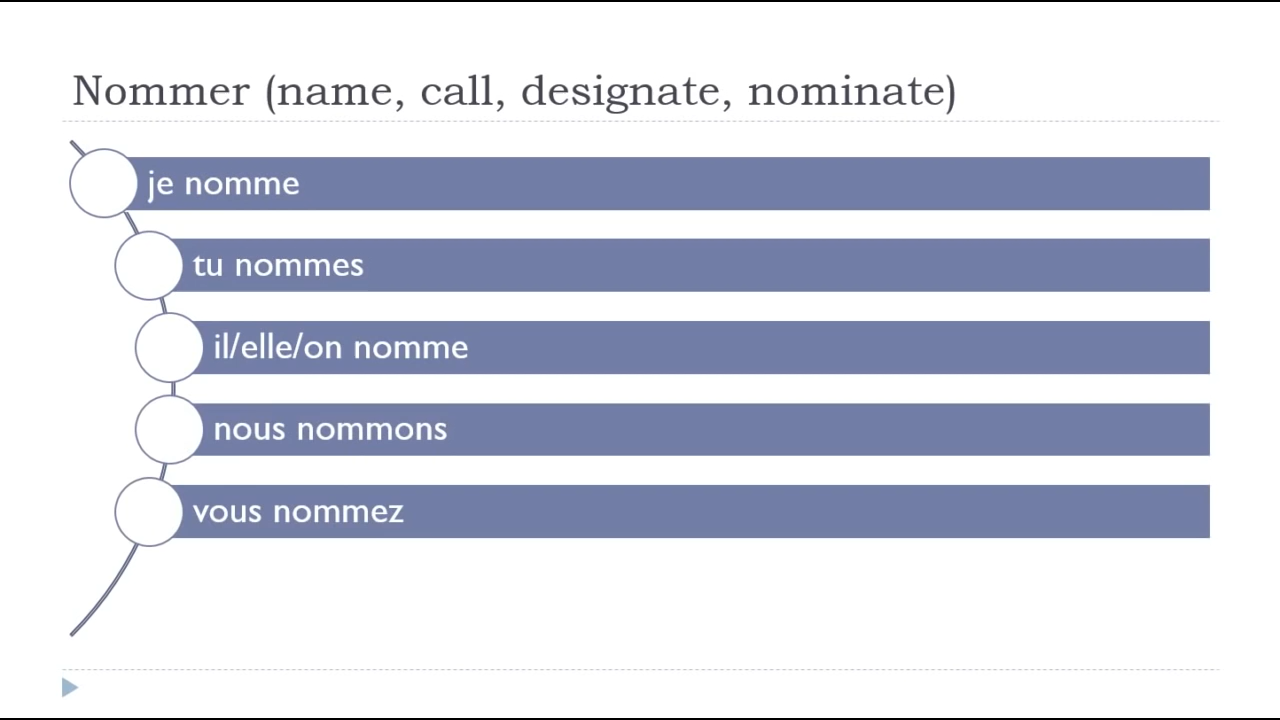 Nommer (name, call, designate, nominate)
je nomme
tu nommes
il/elle/on nomme
nous nommons
vous nommez